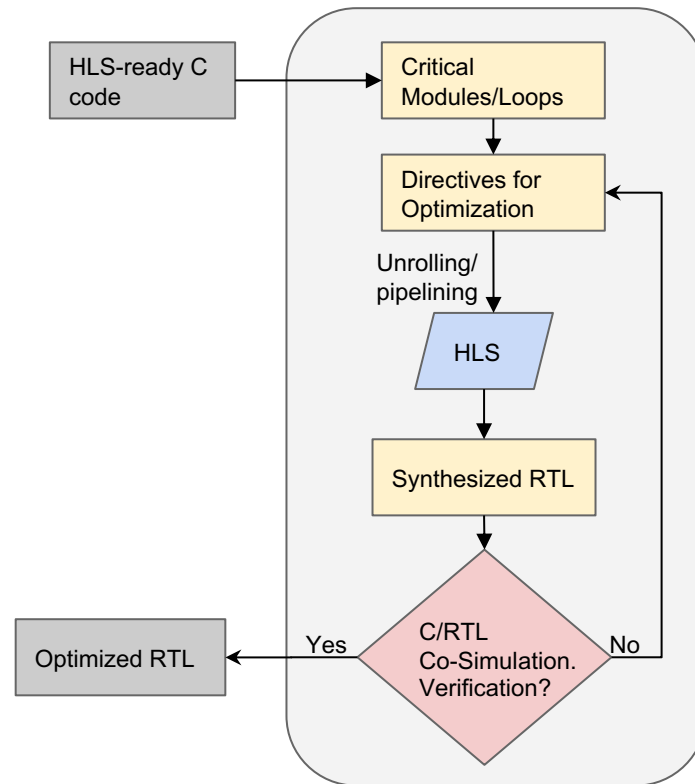 HLS-ready C
code
Critical
Modules/Loops
Directives for
Optimization
Unrolling/
pipelining
HLS
Synthesized RTL
C/RTL
Co-Simulation.
Verification?
Yes
No
Optimized RTL